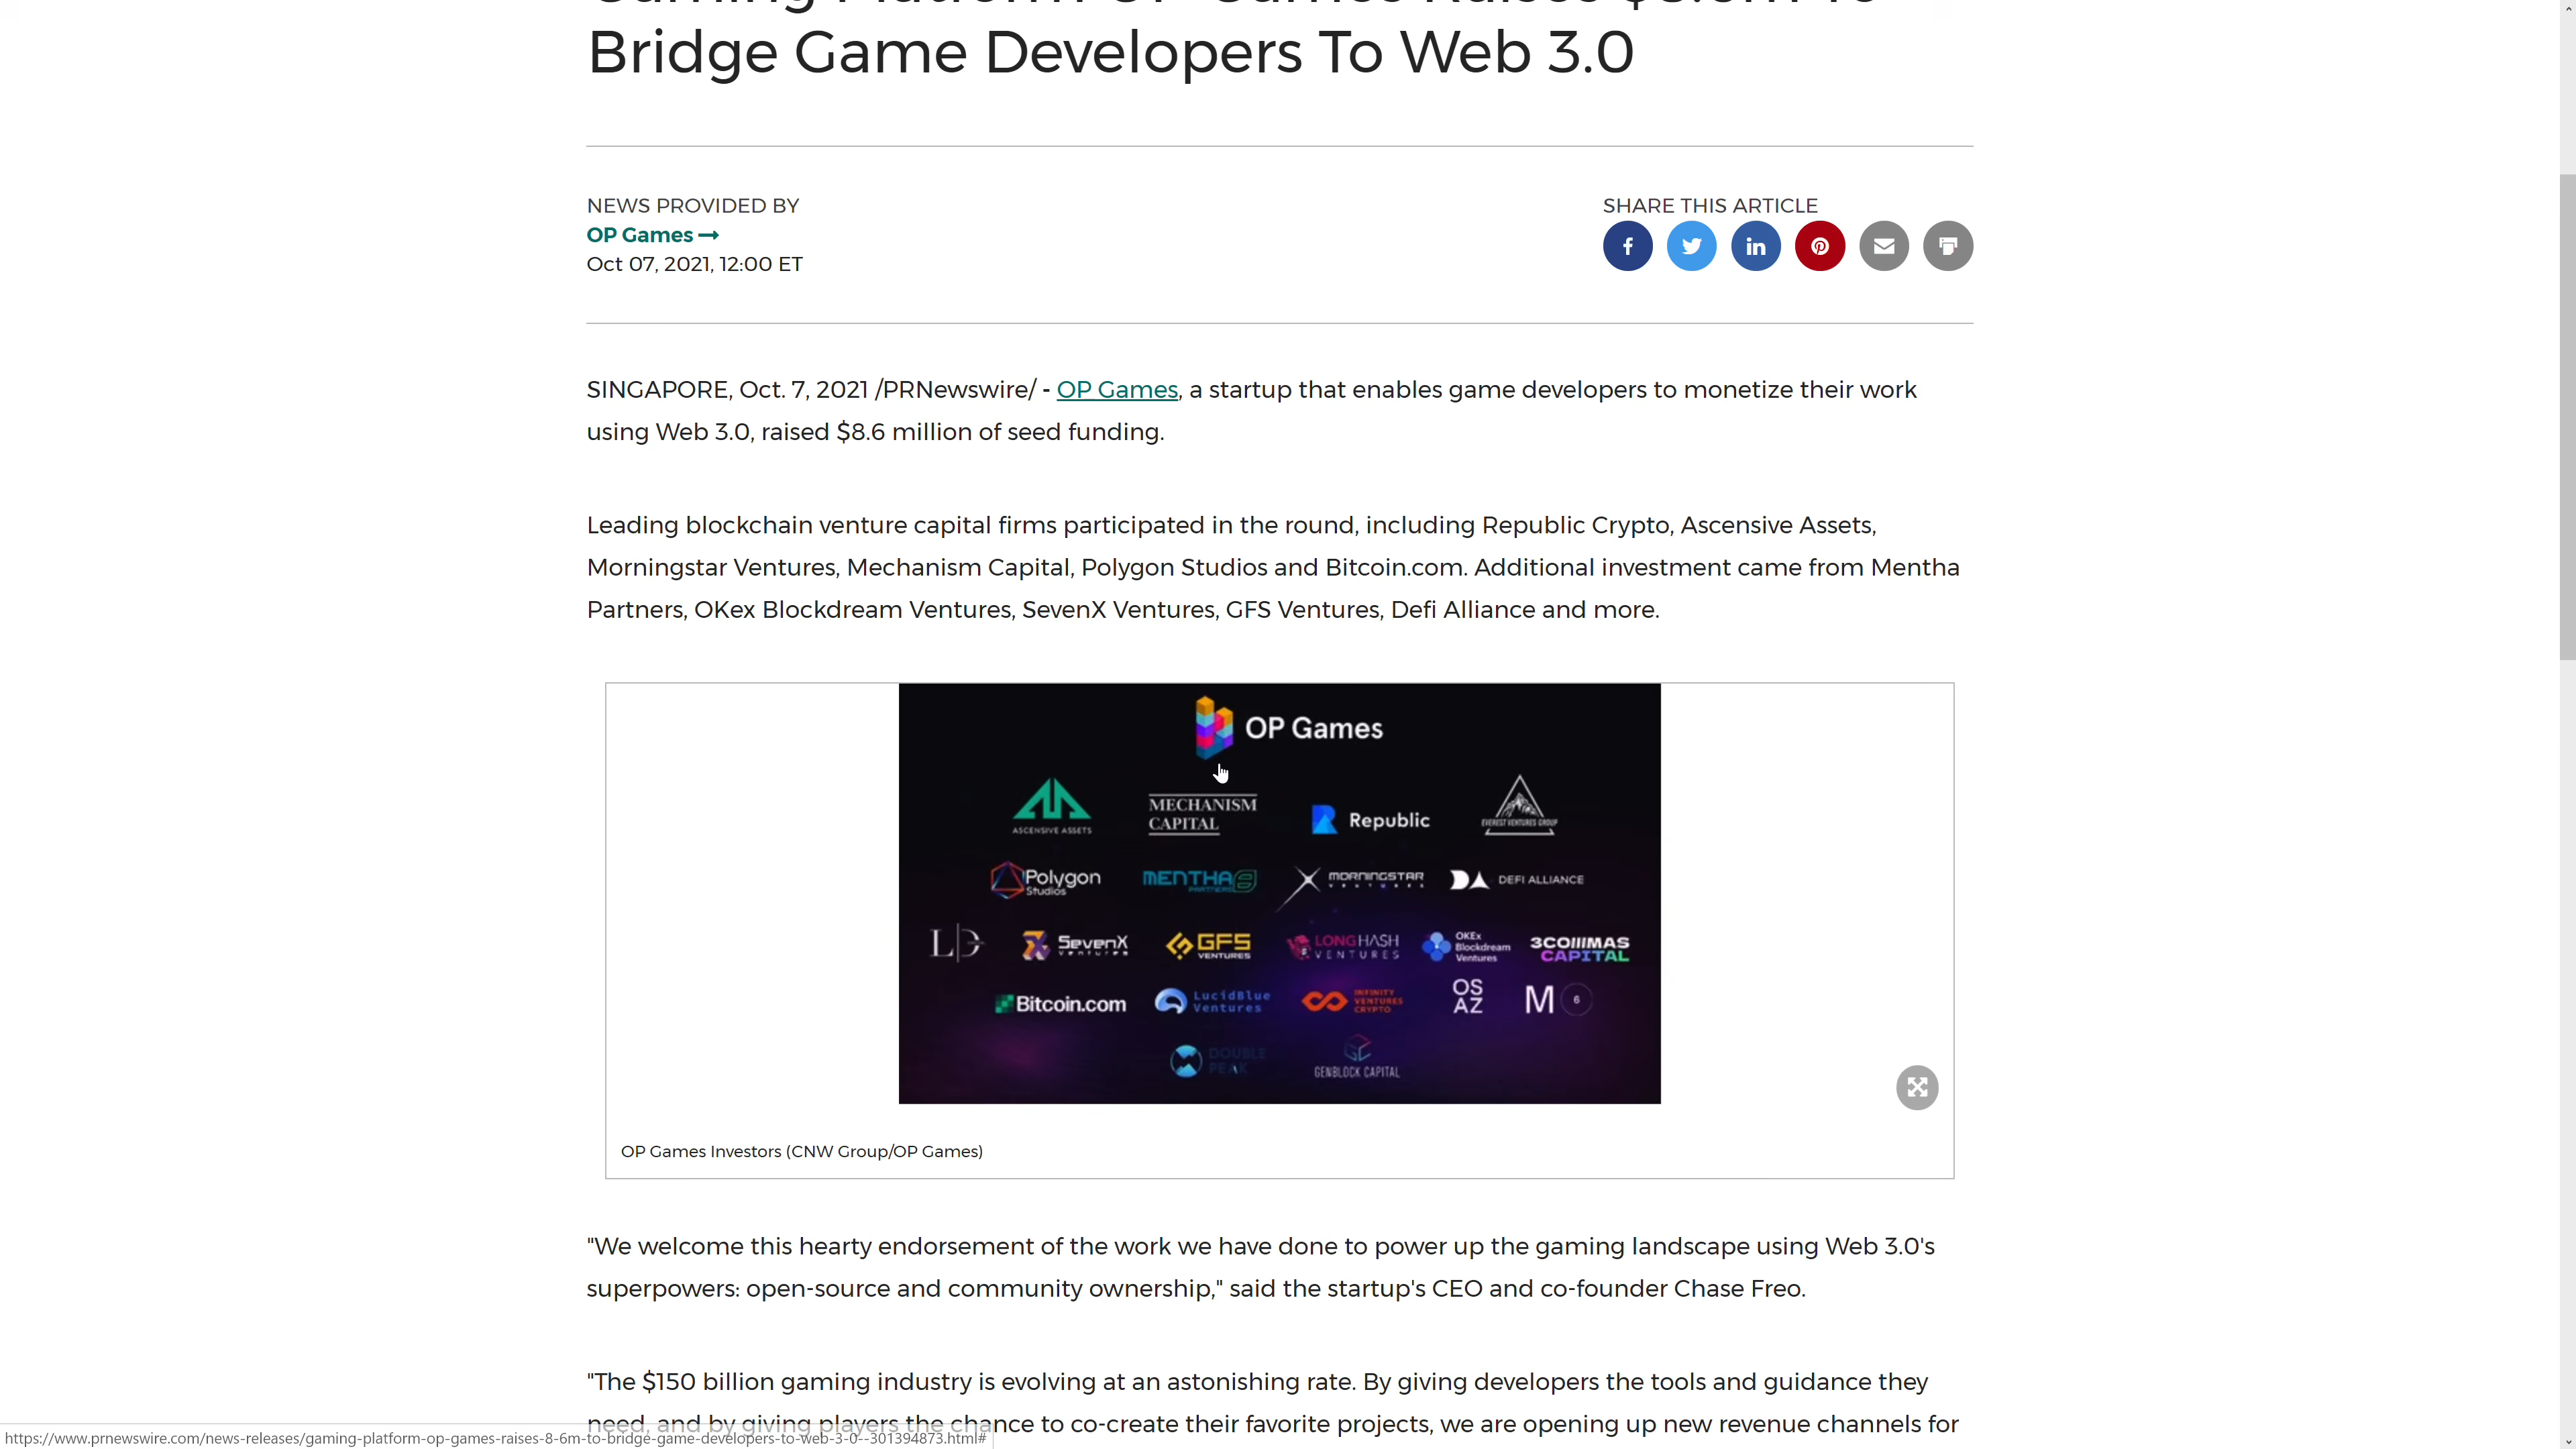 Gaming Platform OP Games Raises $8.6m To
Bridge Game Developers To Web 3.0
NEWS PROVIDED BY
OP Games
Oct 07, 2021, 12:00 ET
SHARE THIS ARTICLE
SINGAPORE, Oct. 7, 2021 /PRNewswire/ - OP Games, a startup that enables game developers to monetize their work
using Web 3.0, raised $8.6 million of seed funding.
Leading blockchain venture capital firms participated in the round, including Republic Crypto, Ascensive Assets,
Morningstar Ventures, Mechanism Capital, Polygon Studios and Bitcoin.com. Additional investment came from Mentha
Partners, OKex Blockdream Ventures, SevenX Ventures, GFS Ventures, Defi Alliance and more.
OP Games
ASCENSIVE ASSETS
MECHANISM
CAPITAL
Republic
EVEREST VENTURES GROUP
Polygon
Studios
MENTHA
PARTNERS
MORNINGSTAR
VENTURES
DEFI ALLIANCE
L|D
SevenX
VENTURES
GFS
VENTURES
LONGHASH
VENTURES
OKEx
Blockdream
Ventures
3COMMAS
CAPITAL
Bitcoin.com
LucidBlue
Ventures
INFINITY
VENTURES
CRYPTO
OS
AZ
M 6
DOUBLE
PEAK
GENBLOCK CAPITAL
OP Games Investors (CNW Group/OP Games)
"We welcome this hearty endorsement of the work we have done to power up the gaming landscape using Web 3.0's
superpowers: open-source and community ownership," said the startup's CEO and co-founder Chase Freo.
"The $150 billion gaming industry is evolving at an astonishing rate. By giving developers the tools and guidance they
need, and by giving players the chance to co-create their favorite projects, we are opening up new revenue channels for
https://www.prnewswire.com/news-releases/gaming-platform-op-games-raises-8-6m-to-bridge-game-developers-to-web-3-0--301394873.html#